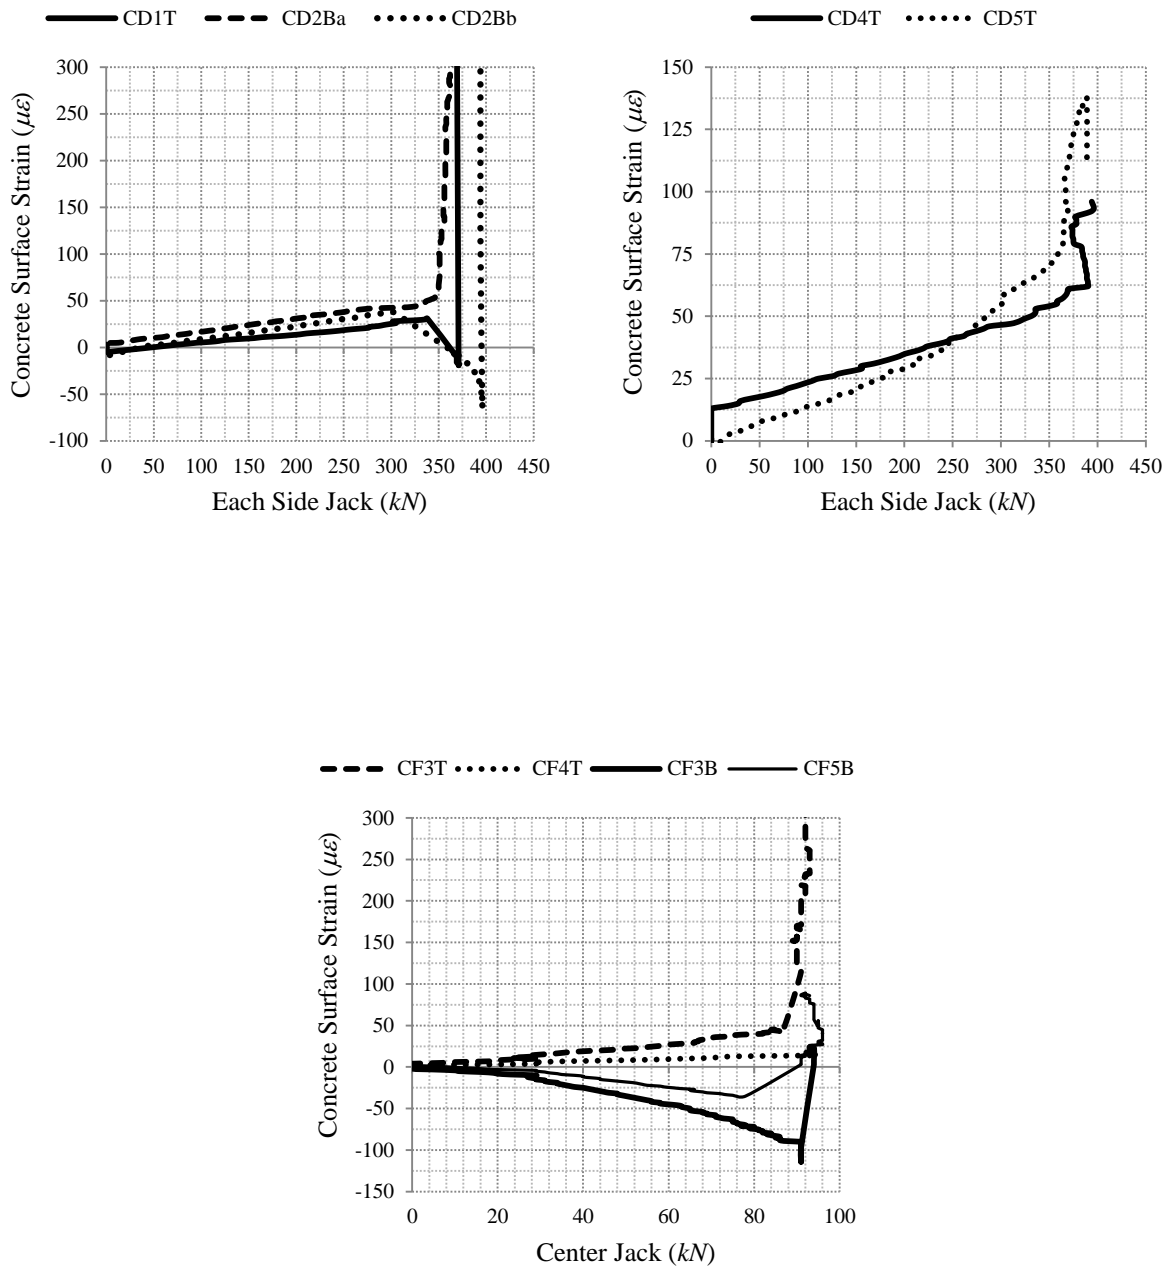 CD1T CD2Ba CD2Bb
300
250
200
150
100
50
0
-50
-100
Concrete Surface Strain (με)
0 50 100 150 200 250 300 350 400 450
Each Side Jack (kN)
CD4T CD5T
150
125
100
75
50
25
0
Concrete Surface Strain (με)
0 50 100 150 200 250 300 350 400 450
Each Side Jack (kN)
CF3T CF4T CF3B CF5B
300
250
200
150
100
50
0
-50
-100
-150
Concrete Surface Strain (με)
0 20 40 60 80 100
Center Jack (kN)